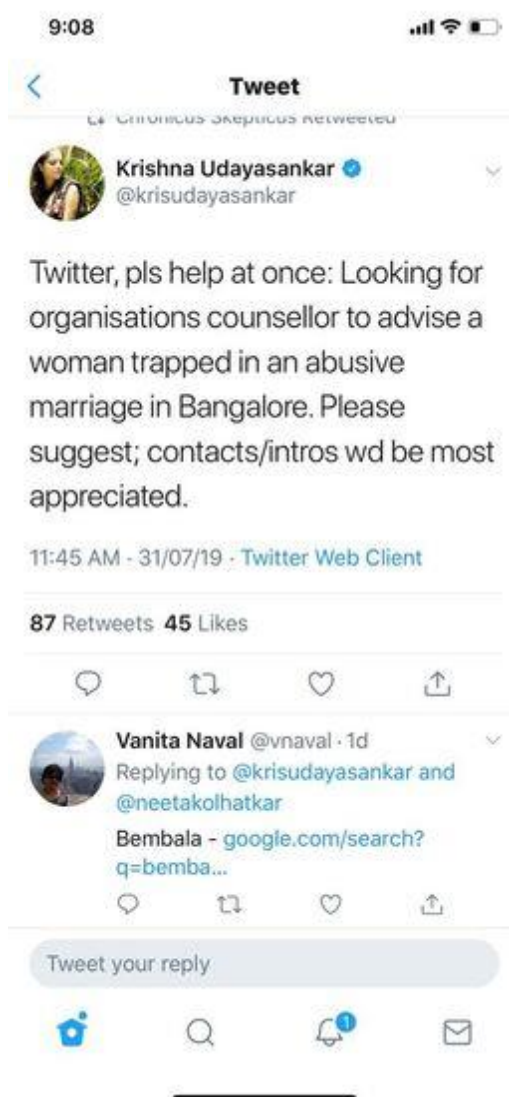 9:08
Tweet
Chronicus Skepticus Retweeted
Krishna Udayasankar
@krisudayasankar
Twitter, pls help at once: Looking for
organisations counsellor to advise a
woman trapped in an abusive
marriage in Bangalore. Please
suggest; contacts/intros wd be most
appreciated.
11:45 AM - 31/07/19 · Twitter Web Client
87 Retweets 45 Likes
Vanita Naval @vnaval · 1d
Replying to @krisudayasankar and
@neetakolhatkar
Bembala - google.com/search?
q=bemba...
Tweet your reply
1